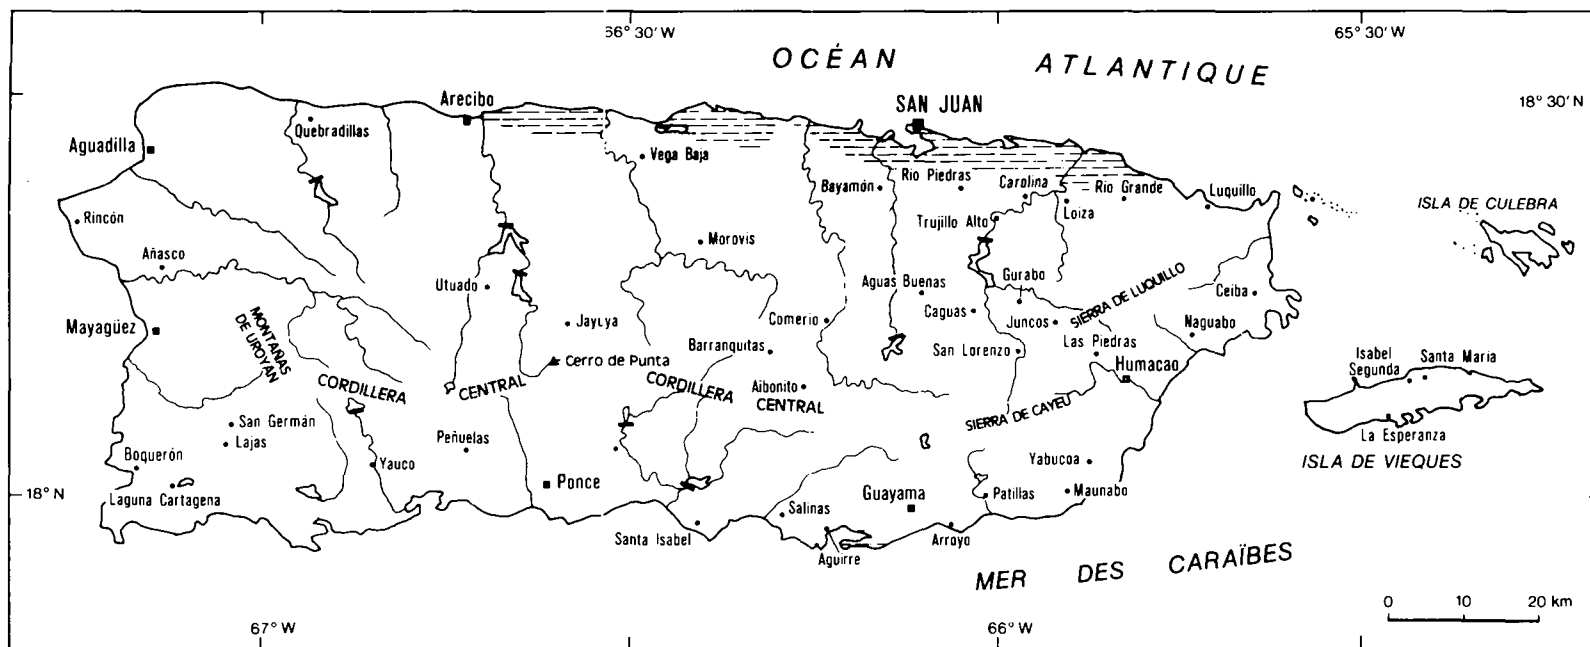 66° 30' W
65° 30' W
OCÉAN ATLANTIQUE
18° 30' N
Arecibo
SAN JUAN
Quebradillas
Aguadilla
Vega Baja
Bayamón
Rio Piedras
Carolina
Rio Grande
Luquillo
Loiza
ISLA DE CULEBRA
Rincón
Trujillo Alto
Morovis
Añasco
Utuado
Aguas Buenas
Gurabo
SIERRA DE LUQUILLO
Ceiba
Mayagüez
MONTAÑAS
DE UROYAN
Jayuya
Comerio
Caguas
Juncos
Naguabo
Barranquitas
San Lorenzo
Las Piedras
Cerro de Punta
Humacao
Isabel
Segunda
Santa Maria
CORDILLERA
CENTRAL
CORDILLERA
CENTRAL
Aibonito
SIERRA DE CAYEU
San Germán
Lajas
Peñuelas
La Esperanza
Boquerón
Yauco
Yabucoa
ISLA DE VIEQUES
18° N
Laguna Cartagena
Ponce
Guayama
Patillas
Maunabo
Salinas
Santa Isabel
Aguirre
Arroyo
MER DES CARAÏBES
0 10 20 km
67° W
66° W